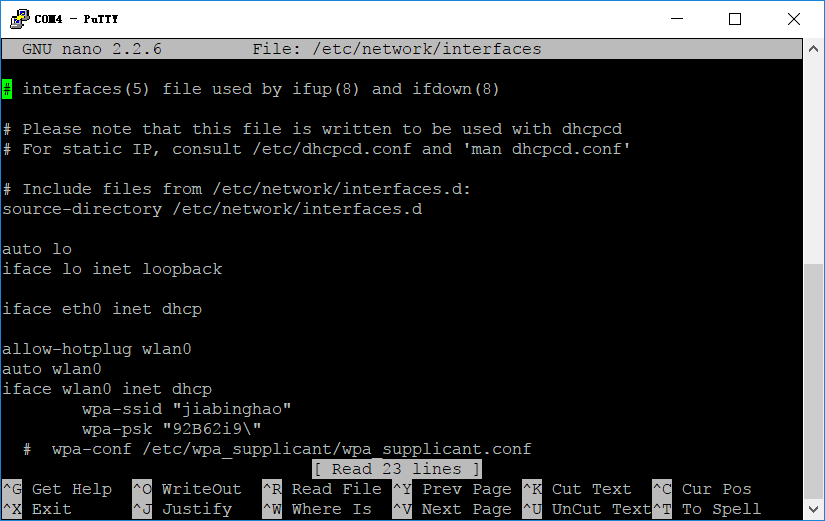 COM4 - PuTTY
GNU nano 2.2.6 File: /etc/network/interfaces
# interfaces(5) file used by ifup(8) and ifdown(8)
# Please note that this file is written to be used with dhcpcd
# For static IP, consult /etc/dhcpcd.conf and 'man dhcpcd.conf'
# Include files from /etc/network/interfaces.d:
source-directory /etc/network/interfaces.d
auto lo
iface lo inet loopback
iface eth0 inet dhcp
allow-hotplug wlan0
auto wlan0
iface wlan0 inet dhcp
wpa-ssid "jiabinghao"
wpa-psk "92B62i9\"
# wpa-conf /etc/wpa_supplicant/wpa_supplicant.conf
[ Read 23 lines ]
^G Get Help ^O WriteOut ^R Read File ^Y Prev Page ^K Cut Text ^C Cur Pos
^X Exit ^J Justify ^W Where Is ^V Next Page ^U UnCut Text ^T To Spell